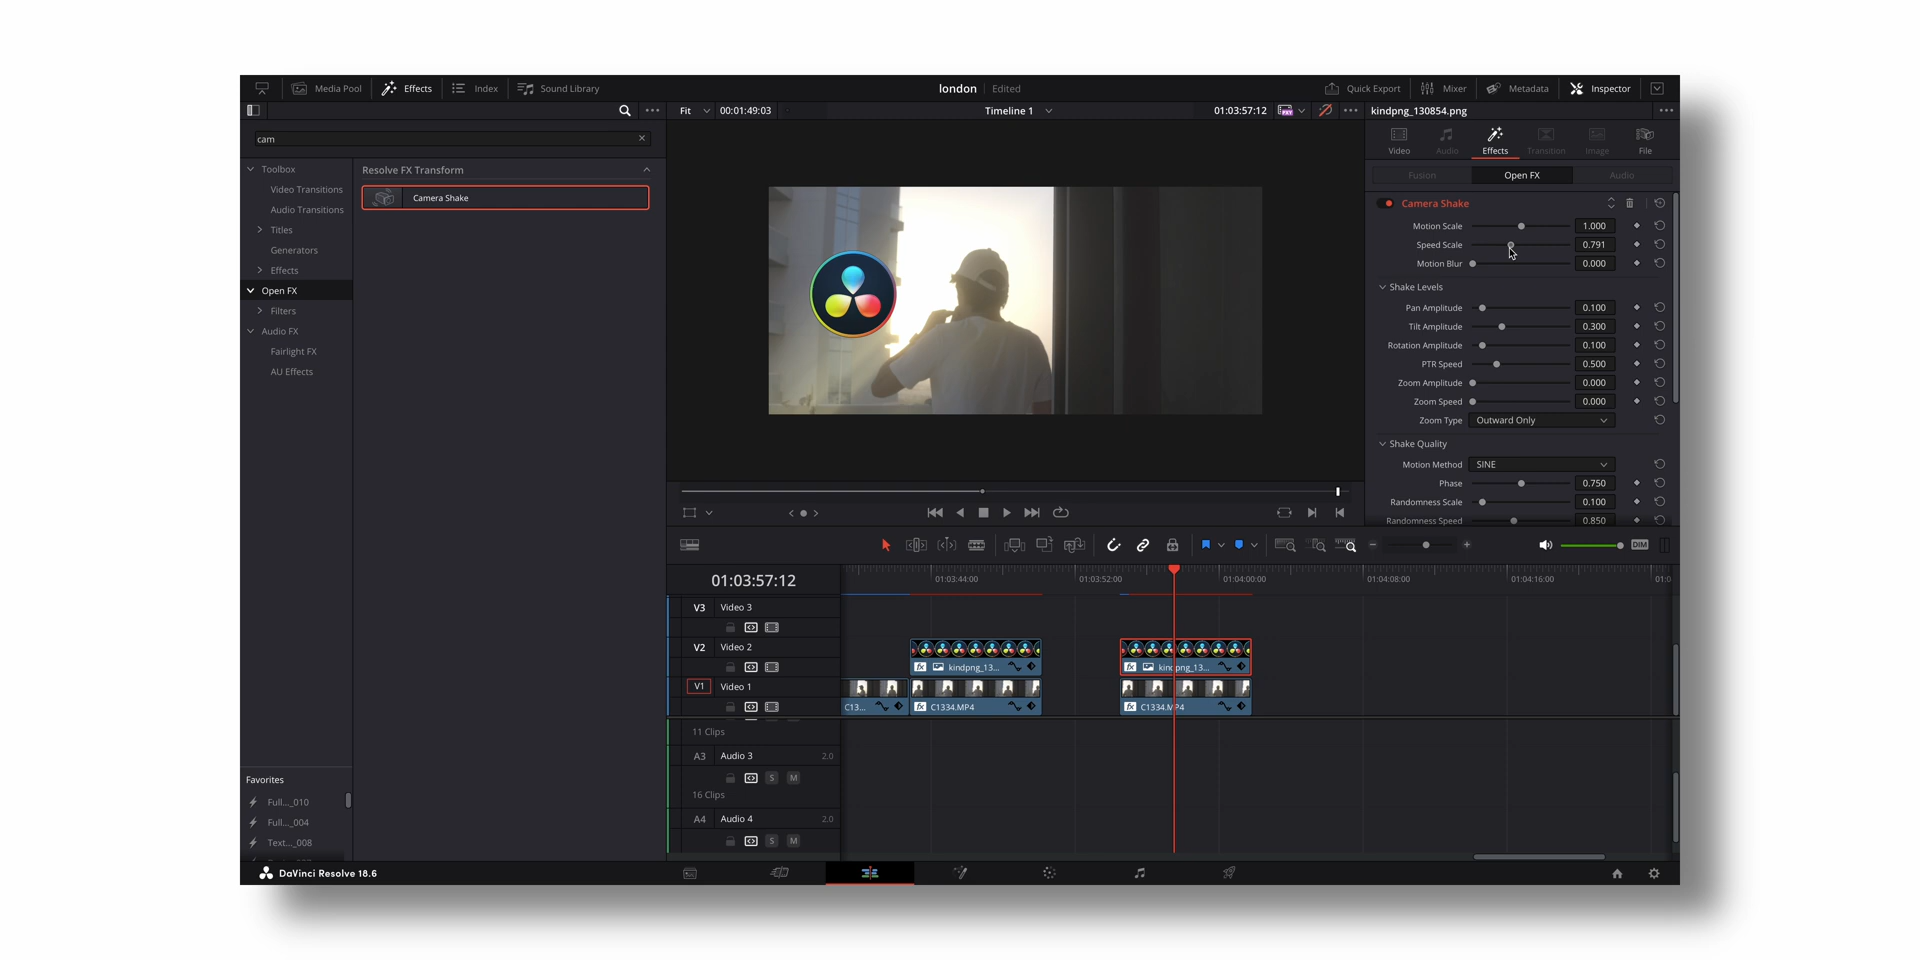 Media Pool
Effects
Index
Sound Library
london
Edited
Quick Export
Mixer
Metadata
Inspector
Fit
00:01:49:03
Timeline 1
01:03:57:12
kindpng_130854.png
cam
Video
Audio
Effects
Transition
Image
File
Toolbox
Video Transitions
Audio Transitions
Titles
Generators
Effects
Open FX
Filters
Audio FX
Fairlight FX
AU Effects
Resolve FX Transform
Camera Shake
Fusion
Open FX
Audio
Camera Shake
Motion Scale 1.000
Speed Scale 0.791
Motion Blur 0.000
Shake Levels
Pan Amplitude 0.100
Tilt Amplitude 0.300
Rotation Amplitude 0.100
PTR Speed 0.500
Zoom Amplitude 0.000
Zoom Speed 0.000
Zoom Type Outward Only
Shake Quality
Motion Method SINE
Phase 0.750
Randomness Scale 0.100
Randomness Speed 0.850
DIM
01:03:57:12
01:03:44:00
01:03:52:00
01:04:00:00
01:04:08:00
01:04:16:00
V3 Video 3
V2 Video 2
fx kindpng_13...
fx kindpng_13...
V1 Video 1
C13...
fx C1334.MP4
fx C1334.MP4
11 Clips
A3 Audio 3 2.0
S M
16 Clips
A4 Audio 4 2.0
S M
Favorites
Full..._010
Full..._004
Text..._008
DaVinci Resolve 18.6